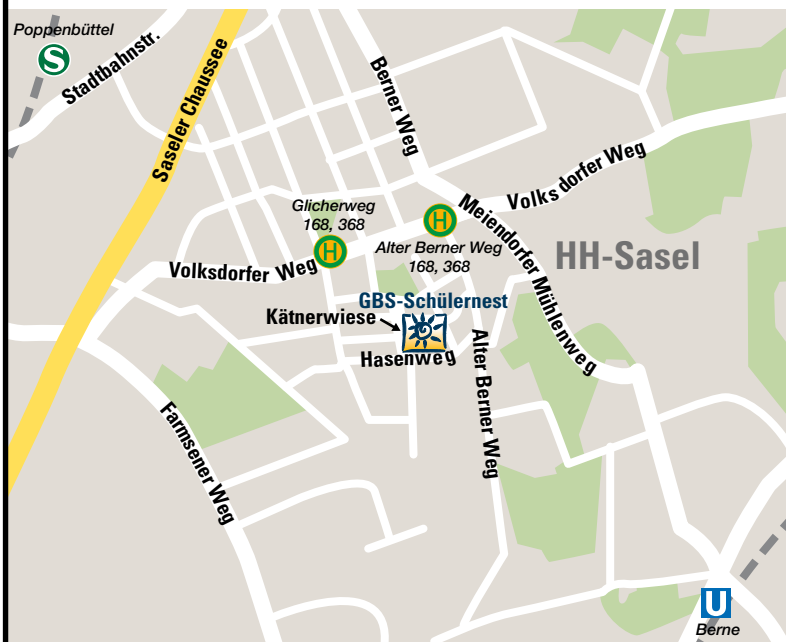 Poppenbüttel
S
Stadtbahnstr.
Saseler Chaussee
Berner Weg
Volksdorfer Weg
Glicherweg
168, 368
H
H
Meiendorfer Mühlenweg
Alter Berner Weg
168, 368
HH-Sasel
Volksdorfer Weg
GBS-Schülernest
Kätnerwiese
Hasenweg
Alter Berner Weg
Farmsener Weg
U
Berne